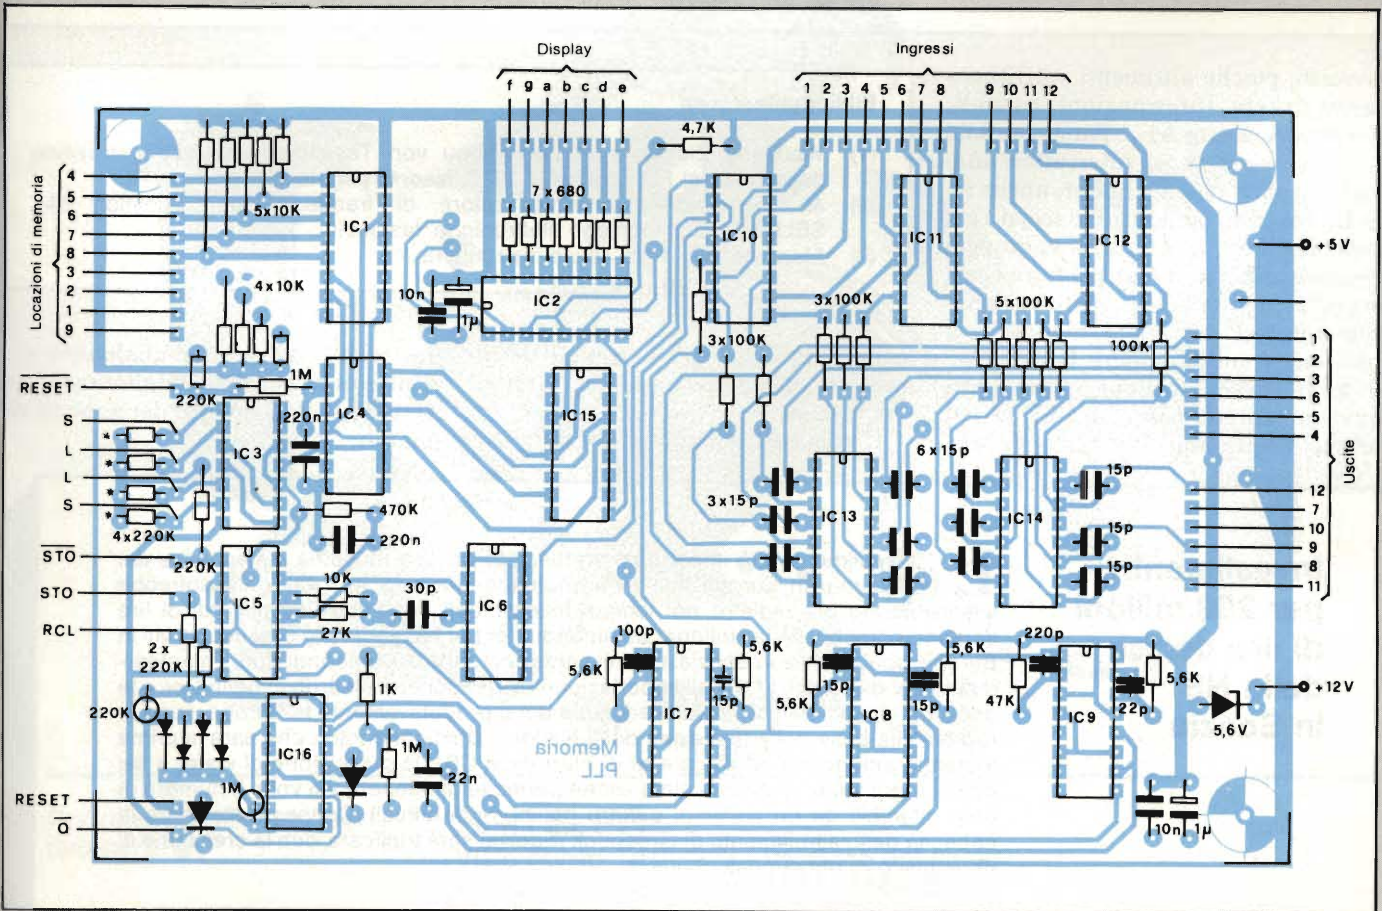 Display
Ingressi
f g a b c d e
1 2 3 4 5 6 7 8 9 10 11 12
Locazioni di memoria
4
5
6
7
8
3
2
1
9
5x10K
4x10K
IC1
7x680
4,7K
IC10
IC11
IC12
+5V
10n
1µ
IC2
3x100K
3x100K
5x100K
100K
1
2
3
6
5
4
Uscite
12
7
10
9
8
11
RESET
220K
1M
220n
IC4
IC15
S
L
L
S
*
*
*
*
IC3
4x220K
470K
220n
6x15p
3x15p
IC13
IC14
15p
15p
15p
STO
STO
RCL
220K
IC5
10K
27K
30p
IC6
2x
220K
220K
1K
IC16
1M
1M
22n
RESET
Q
100p
5,6K
5,6K
15p
IC7
Memoria
PLL
5,6K
15p
IC8
5,6K
15p
220p
47K
IC9
5,6K
22p
+12V
5,6V
10n
1µ